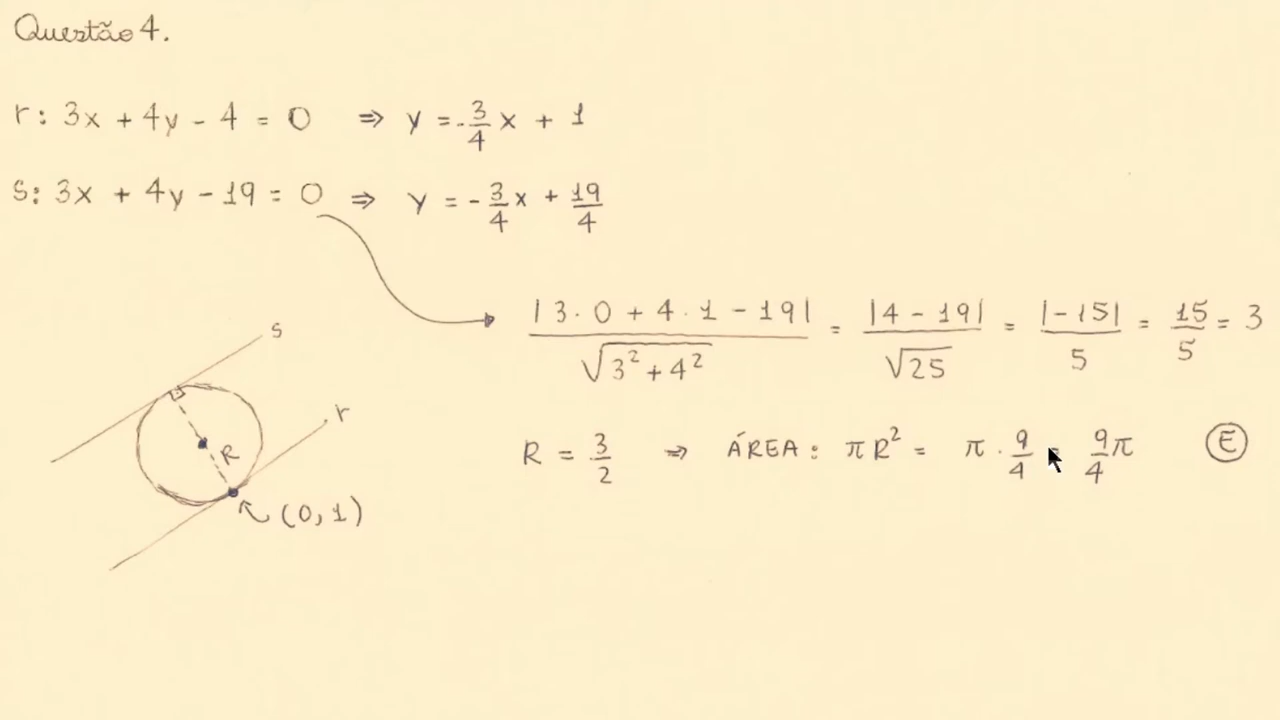 Questão 4.
r: 3x + 4y - 4 = 0 ⇒ y = -3/4 x + 1
s: 3x + 4y - 19 = 0 ⇒ y = -3/4 x + 19/4
|3·0 + 4·1 - 19| / √(3² + 4²) = |4 - 19| / √25 = |-15| / 5 = 15/5 = 3
s
r
R
(0,1)
R = 3/2 ⇒ ÁREA: πR² = π · 9/4 = 9/4 π (E)